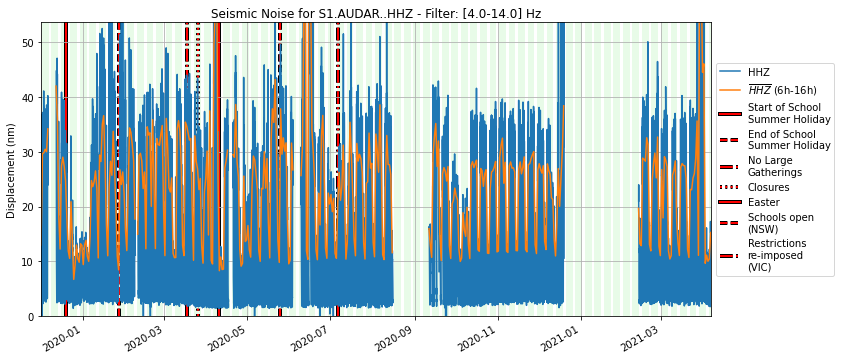 Seismic Noise for S1.AUDAR..HHZ - Filter: [4.0-14.0] Hz
Displacement (nm)
50
40
30
20
10
0
2020-01
2020-03
2020-05
2020-07
2020-09
2020-11
2021-01
2021-03
HHZ
HHZ (6h-16h)
Start of School
Summer Holiday
End of School
Summer Holiday
No Large
Gatherings
Closures
Easter
Schools open
(NSW)
Restrictions
re-imposed
(VIC)